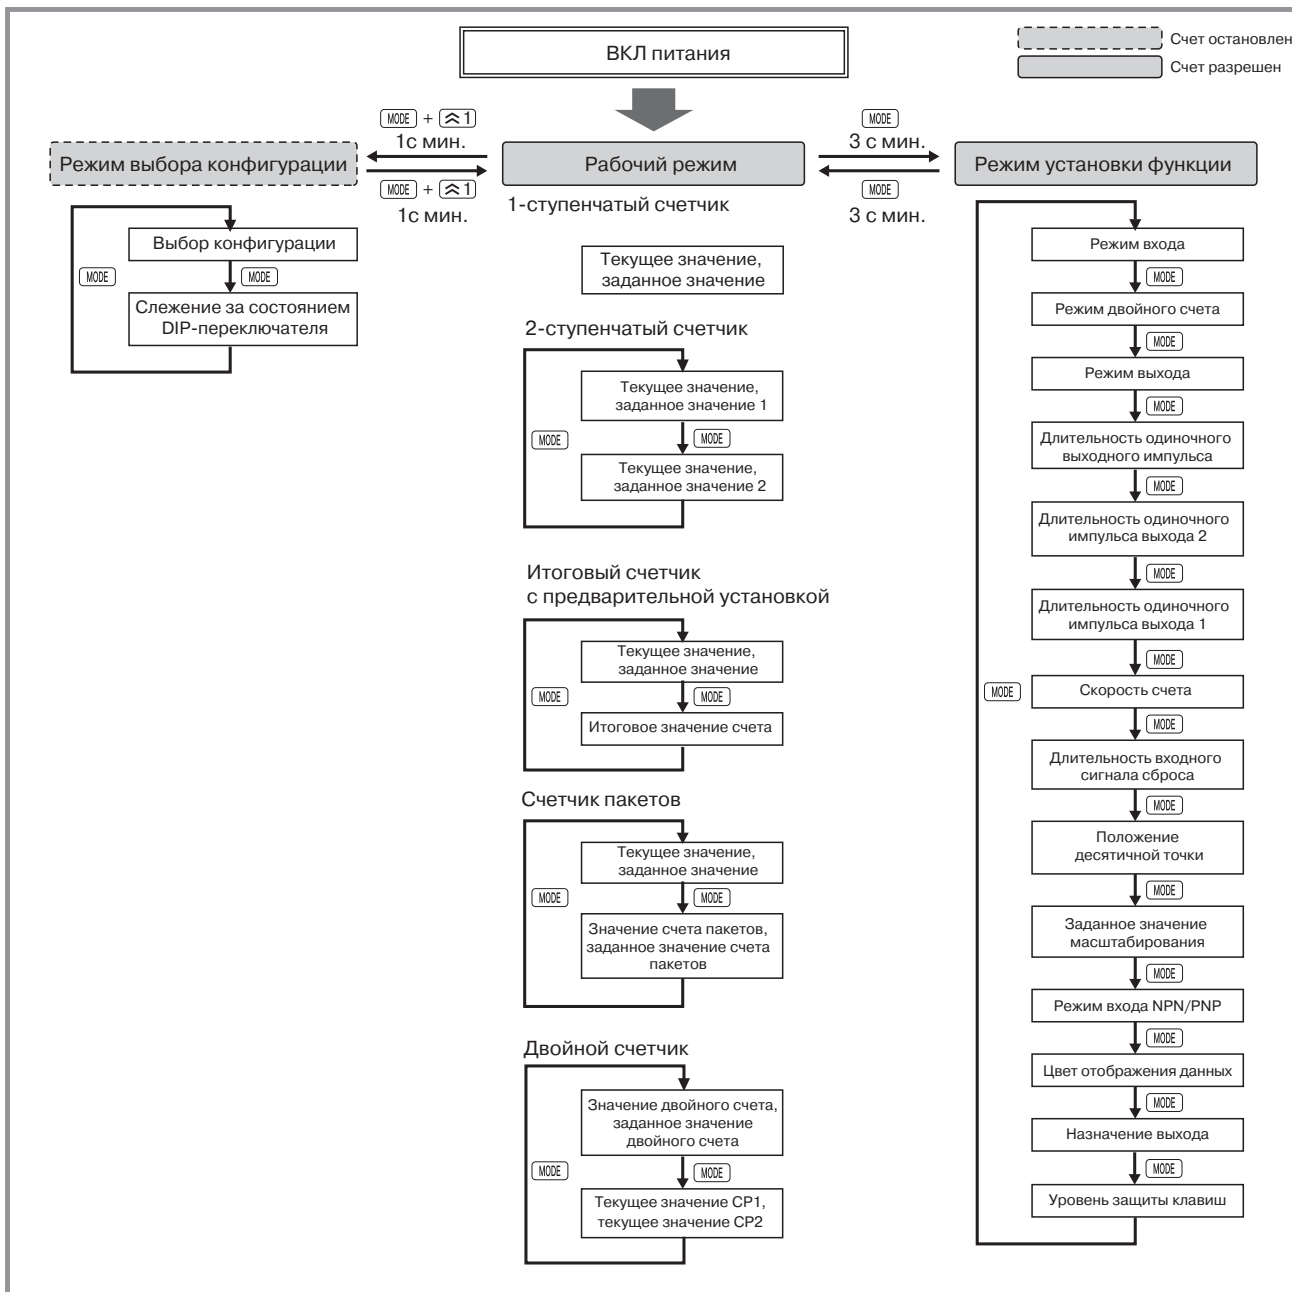 ВКЛ питания
Счет остановлен
Счет разрешен
MODE + 1
1с мин.
MODE
3 с мин.
Режим выбора конфигурации
Рабочий режим
Режим установки функции
MODE + 1
1с мин.
MODE
3 с мин.
Выбор конфигурации
MODE
MODE
Слежение за состоянием
DIP-переключателя
1-ступенчатый счетчик
Текущее значение,
заданное значение
2-ступенчатый счетчик
Текущее значение,
заданное значение 1
MODE
MODE
Текущее значение,
заданное значение 2
Итоговый счетчик
с предварительной установкой
Текущее значение,
заданное значение
MODE
MODE
Итоговое значение счета
Счетчик пакетов
Текущее значение,
заданное значение
MODE
MODE
Значение счета пакетов,
заданное значение счета
пакетов
Двойной счетчик
Значение двойного счета,
заданное значение
двойного счета
MODE
MODE
Текущее значение CP1,
текущее значение CP2
Режим входа
MODE
Режим двойного счета
MODE
Режим выхода
MODE
Длительность одиночного
выходного импульса
MODE
Длительность одиночного
импульса выхода 2
MODE
Длительность одиночного
импульса выхода 1
MODE
MODE
Скорость счета
MODE
Длительность входного
сигнала сброса
MODE
Положение
десятичной точки
MODE
Заданное значение
масштабирования
MODE
Режим входа NPN/PNP
MODE
Цвет отображения данных
MODE
Назначение выхода
MODE
Уровень защиты клавиш